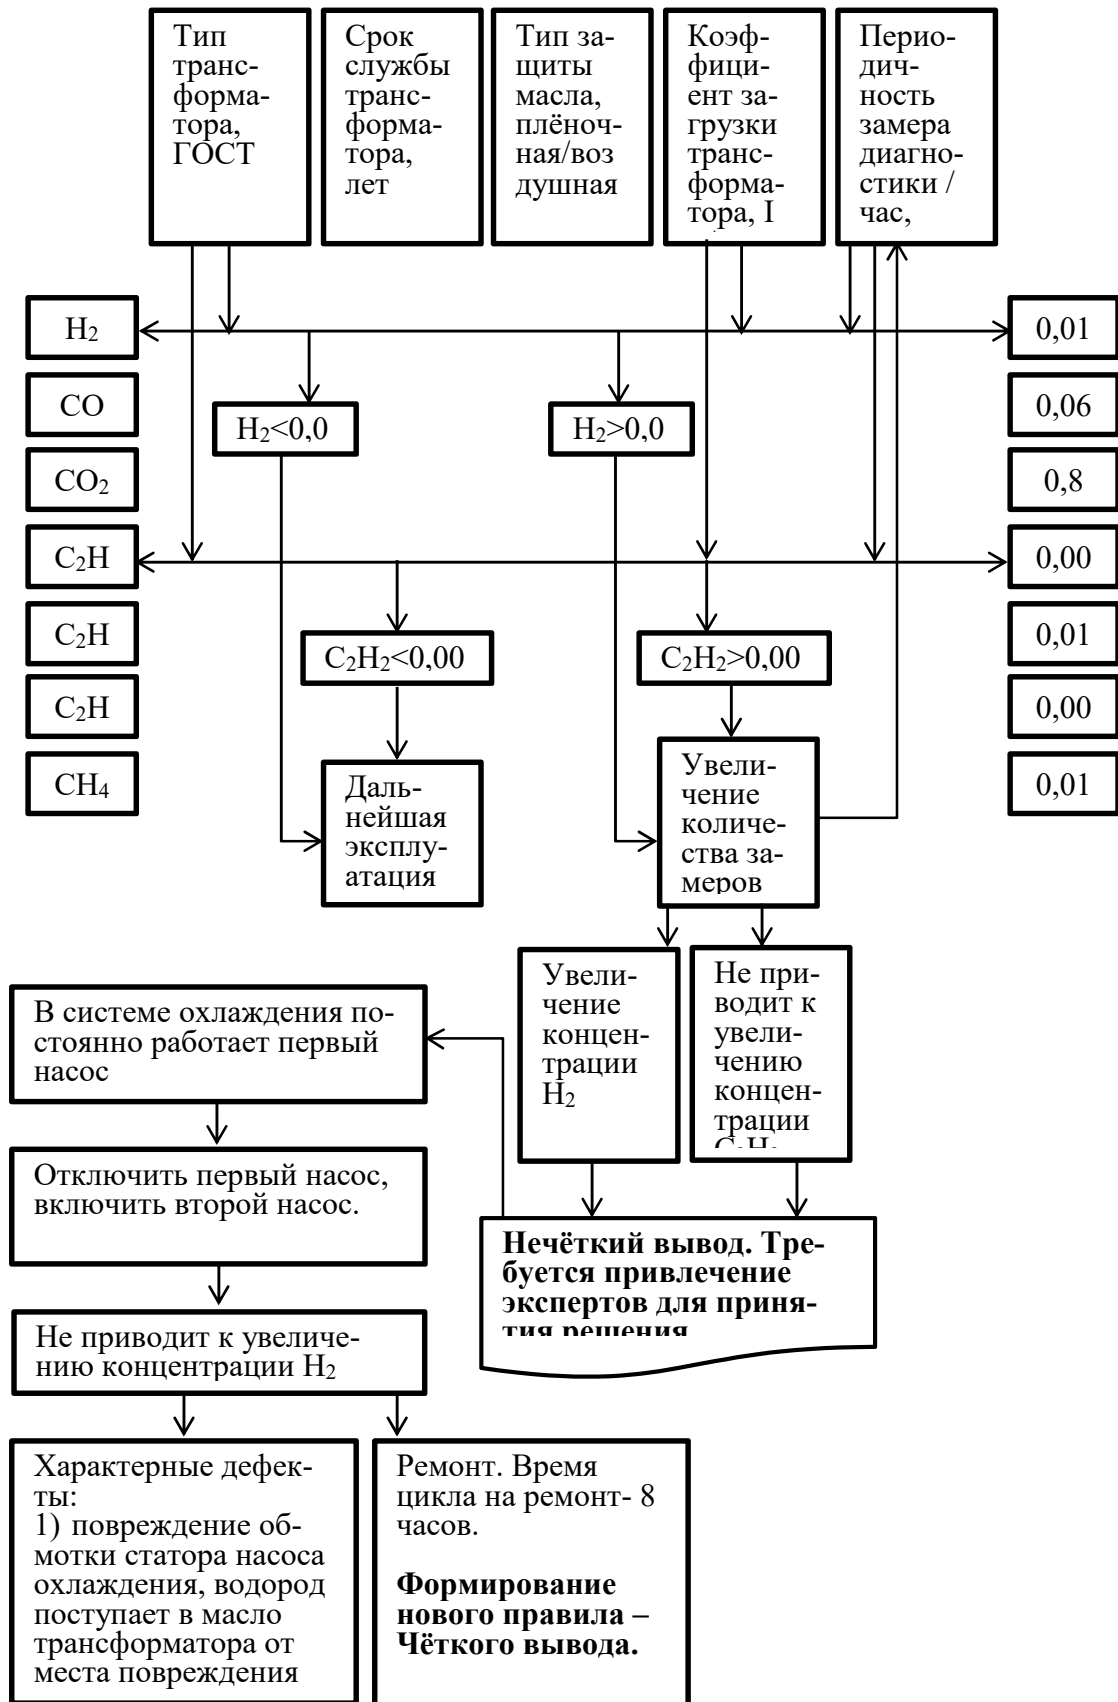 Тип
транс-
форма-
тора,
ГОСТ
Срок
службы
транс-
форма-
тора,
лет
Тип за-
щиты
масла,
плёноч-
ная/воз
душная
Коэф-
фици-
ент за-
грузки
транс-
форма-
тора, I
Перио-
дич-
ность
замера
диагно-
стики /
час,
H₂
0,01
CO
H₂<0,0
H₂>0,0
0,06
CO₂
0,8
C₂H
0,00
C₂H
C₂H₂<0,00
C₂H₂>0,00
0,01
C₂H
0,00
CH₄
0,01
Даль-
нейшая
эксплу-
атация
Увели-
чение
количе-
ства за-
меров
Увели-
чение
концен-
трации
H₂
Не при-
водит к
увели-
чению
концен-
трации
C₂H₂
В системе охлаждения по-
стоянно работает первый
насос
Отключить первый насос,
включить второй насос.
Нечёткий вывод. Тре-
буется привлечение
экспертов для приня-
тия решения
Не приводит к увеличе-
нию концентрации H₂
Характерные дефек-
ты:
1) повреждение об-
мотки статора насоса
охлаждения, водород
поступает в масло
трансформатора от
места повреждения
Ремонт. Время
цикла на ремонт- 8
часов.
Формирование
нового правила –
Чёткого вывода.